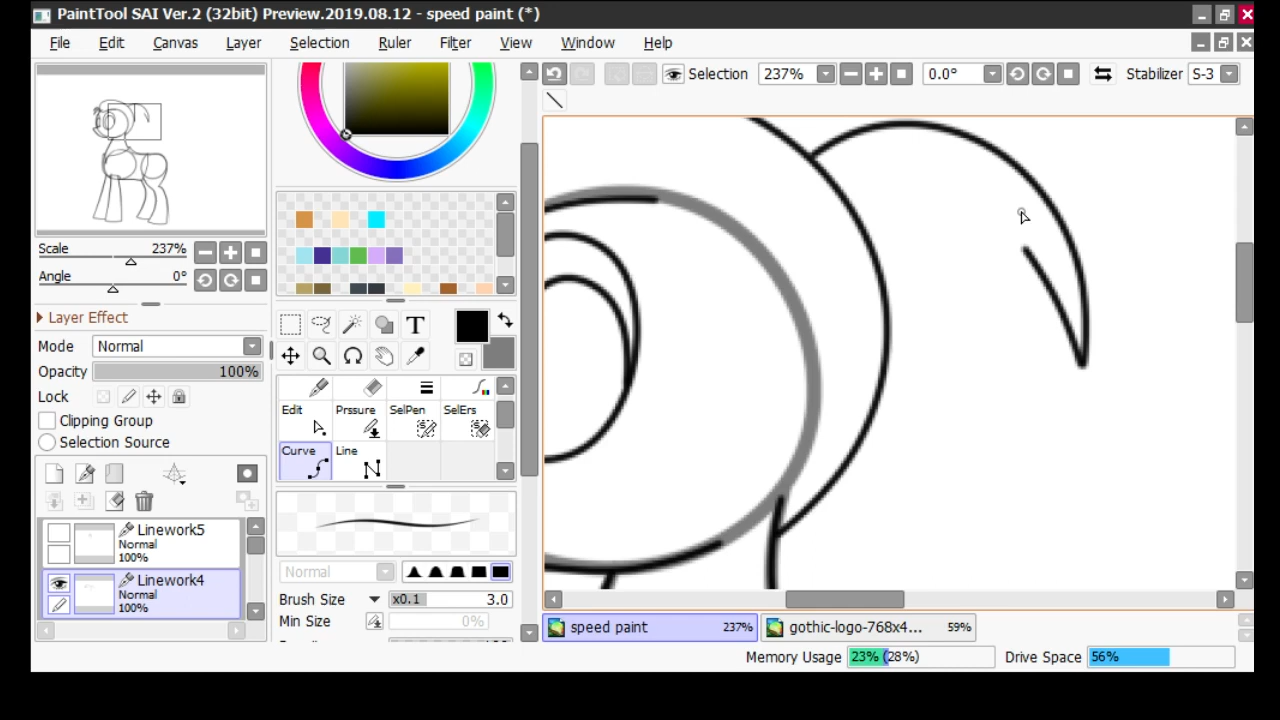 PaintTool SAI Ver.2 (32bit) Preview.2019.08.12 - speed paint (*)
File Edit Canvas Layer Selection Ruler Filter View Window Help
Selection 237% 0.0° Stabilizer S-3
Scale 237%
Angle 0°
Layer Effect
Mode Normal
Opacity 100%
Lock
Clipping Group
Selection Source
Linework5
Normal
100%
Linework4
Normal
100%
T
Edit Prssure SelPen SelErs
Curve Line
Normal
Brush Size x0.1 3.0
Min Size 0%
speed paint 237% gothic-logo-768x4... 59%
Memory Usage 23% (28%) Drive Space 56%